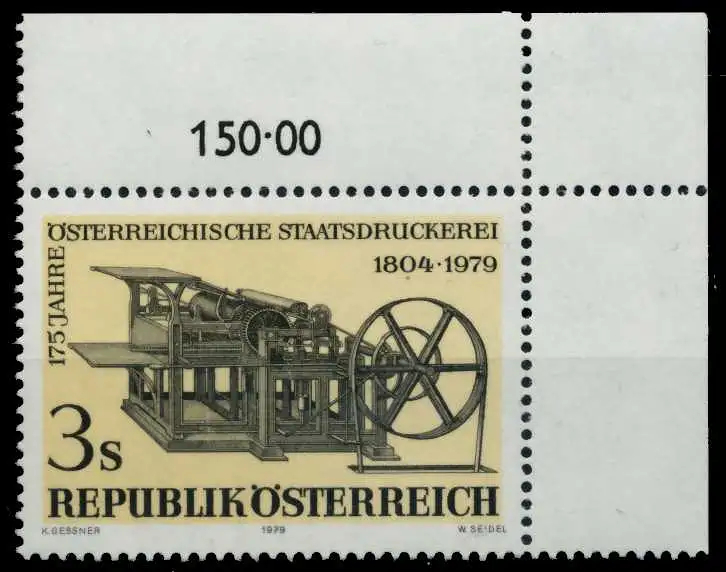 150·00
ÖSTERREICHISCHE STAATSDRUCKEREI
1804·1979
175 JAHRE
3s
REPUBLIK ÖSTERREICH
K. GESSNER 1979 W. SEIDEL